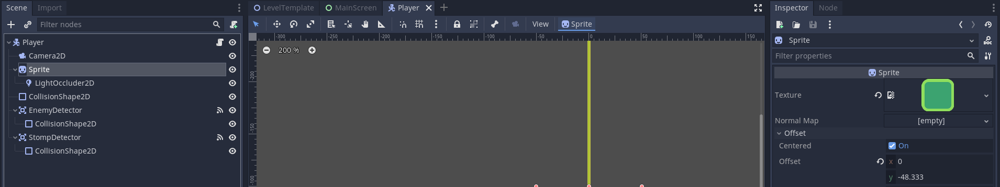 Scene Import
Filter nodes
Player
Camera2D
Sprite
LightOccluder2D
CollisionShape2D
EnemyDetector
CollisionShape2D
StompDetector
CollisionShape2D
LevelTemplate MainScreen Player
View Sprite
-300 -250 -200 -150 -100 -50 0 50 100 150
200 %
-200
-150
-100
Inspector Node
Sprite
Filter properties
Sprite
Texture
Normal Map [empty]
Offset
Centered On
Offset x 0
y -48.333